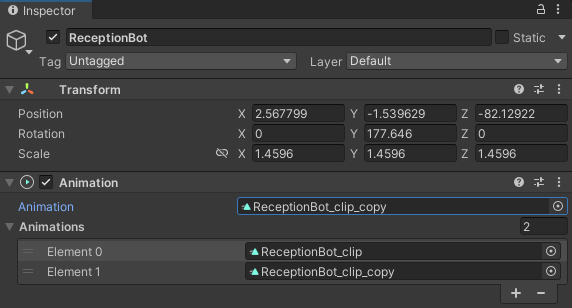 Inspector
ReceptionBot Static
Tag Untagged Layer Default
Transform
Position X 2.567799 Y -1.539629 Z -82.12922
Rotation X 0 Y 177.646 Z 0
Scale X 1.4596 Y 1.4596 Z 1.4596
Animation
Animation ReceptionBot_clip_copy
Animations 2
Element 0 ReceptionBot_clip
Element 1 ReceptionBot_clip_copy